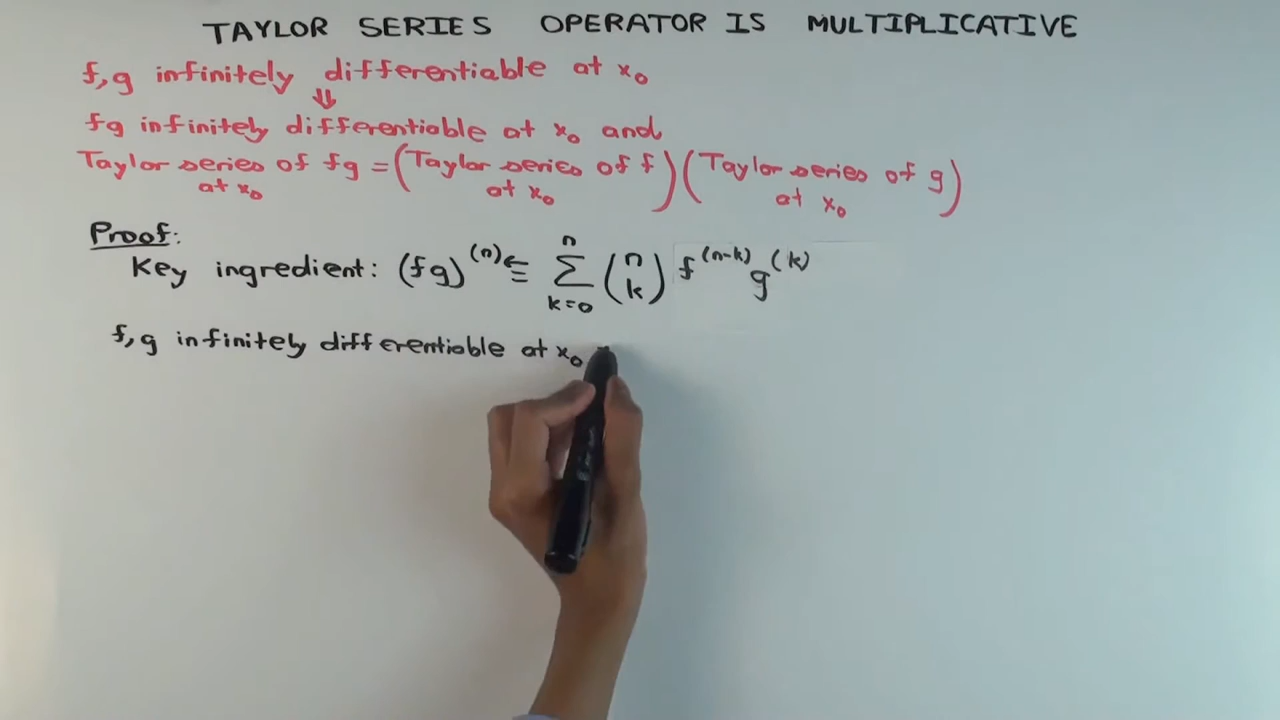 TAYLOR SERIES OPERATOR IS MULTIPLICATIVE
f,g infinitely differentiable at x₀
⇓
fg infinitely differentiable at x₀ and
Taylor series of fg = (Taylor series of f)(Taylor series of g)
at x₀ at x₀ at x₀
Proof:
Key ingredient: (fg)⁽ⁿ⁾ ≡ ∑ₖ₌₀ⁿ (n k) f⁽ⁿ⁻ᵏ⁾ g⁽ᵏ⁾
f,g infinitely differentiable at x₀